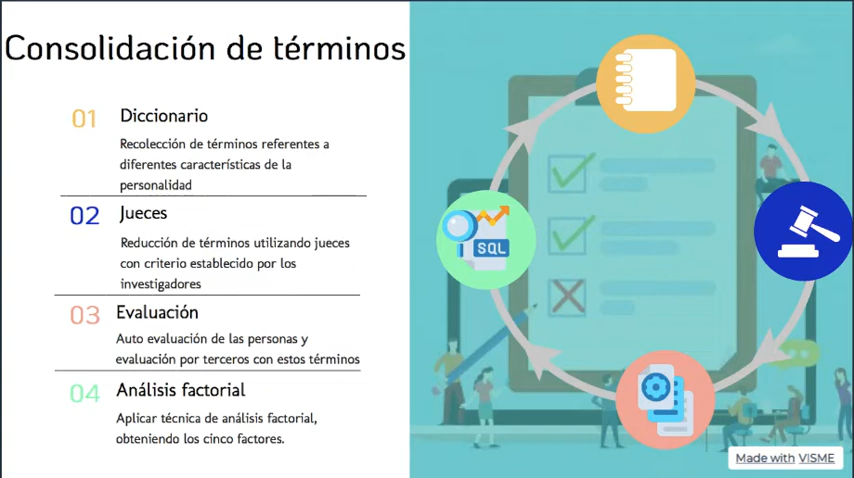 Consolidación de términos
01 Diccionario
Recolección de términos referentes a
diferentes características de la
personalidad
02 Jueces
Reducción de términos utilizando jueces
con criterio establecido por los
investigadores
03 Evaluación
Auto evaluación de las personas y
evaluación por terceros con estos términos
04 Análisis factorial
Aplicar técnica de análisis factorial,
obteniendo los cinco factores.
SQL
Made with VISME